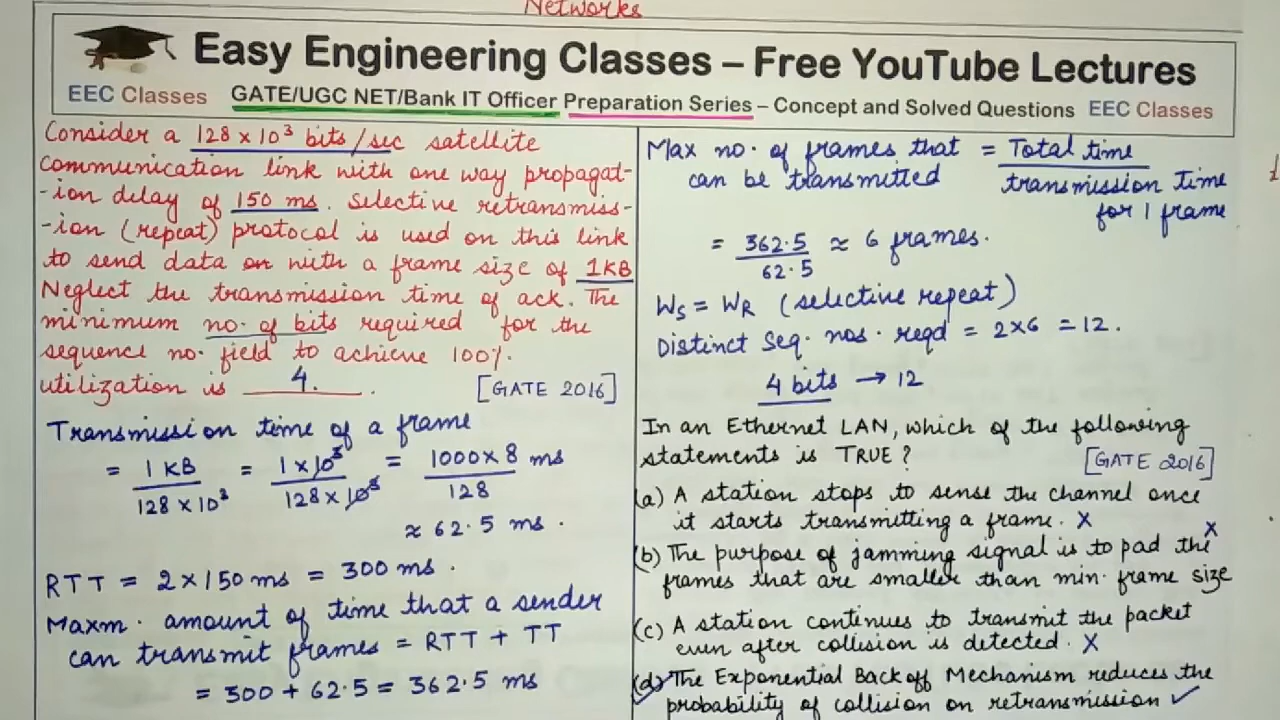 Networks
Easy Engineering Classes – Free YouTube Lectures
EEC Classes GATE/UGC NET/Bank IT Officer Preparation Series – Concept and Solved Questions EEC Classes
Consider a 128 × 10³ bits/sec satellite
communication link with one way propagat-
-ion delay of 150 ms. Selective retransmiss-
-ion (repeat) protocol is used on this link
to send data on with a frame size of 1KB
Neglect the transmission time of ack. The
minimum no. of bits required for the
sequence no. field to achieve 100%.
utilization is 4.
[GATE 2016]
Transmission time of a frame
= 1 KB / 128 × 10³ = 1 × 10³ / 128 × 10³ = 1000 × 8 / 128 ms
≈ 62.5 ms.
RTT = 2 × 150 ms = 300 ms.
Maxm. amount of time that a sender
can transmit frames = RTT + TT
= 300 + 62.5 = 362.5 ms
Max no. of frames that = Total time
can be transmitted transmission time
for 1 frame
= 362.5 / 62.5 ≈ 6 frames.
WS = WR (selective repeat)
Distinct Seq. nos. reqd = 2×6 = 12.
4 bits → 12
In an Ethernet LAN, which of the following
statements is TRUE?
[GATE 2016]
(a) A station stops to sense the channel once
it starts transmitting a frame. X
(b) The purpose of jamming signal is to pad the X
frames that are smaller than min. frame size
(c) A station continues to transmit the packet
even after collision is detected. X
(d) The Exponential Back off Mechanism reduces the
probability of collision on retransmission ✓